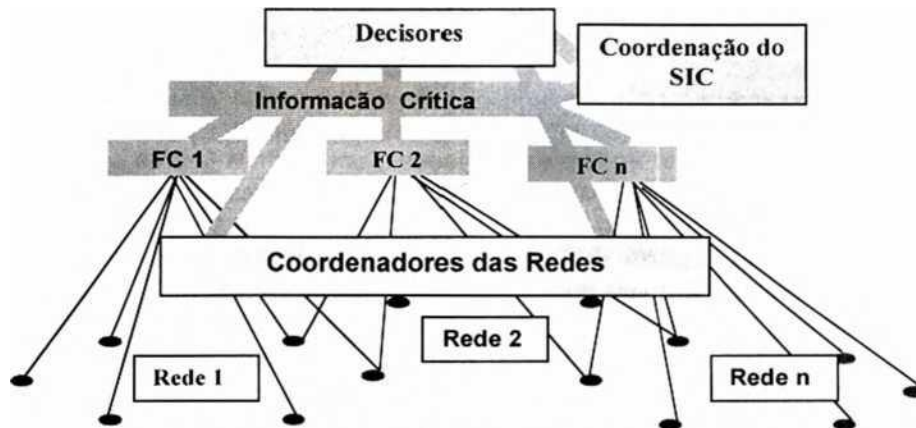 Decisores
Coordenação do
SIC
Informação Crítica
FC 1
FC 2
FC n
Coordenadores das Redes
Rede 1
Rede 2
Rede n